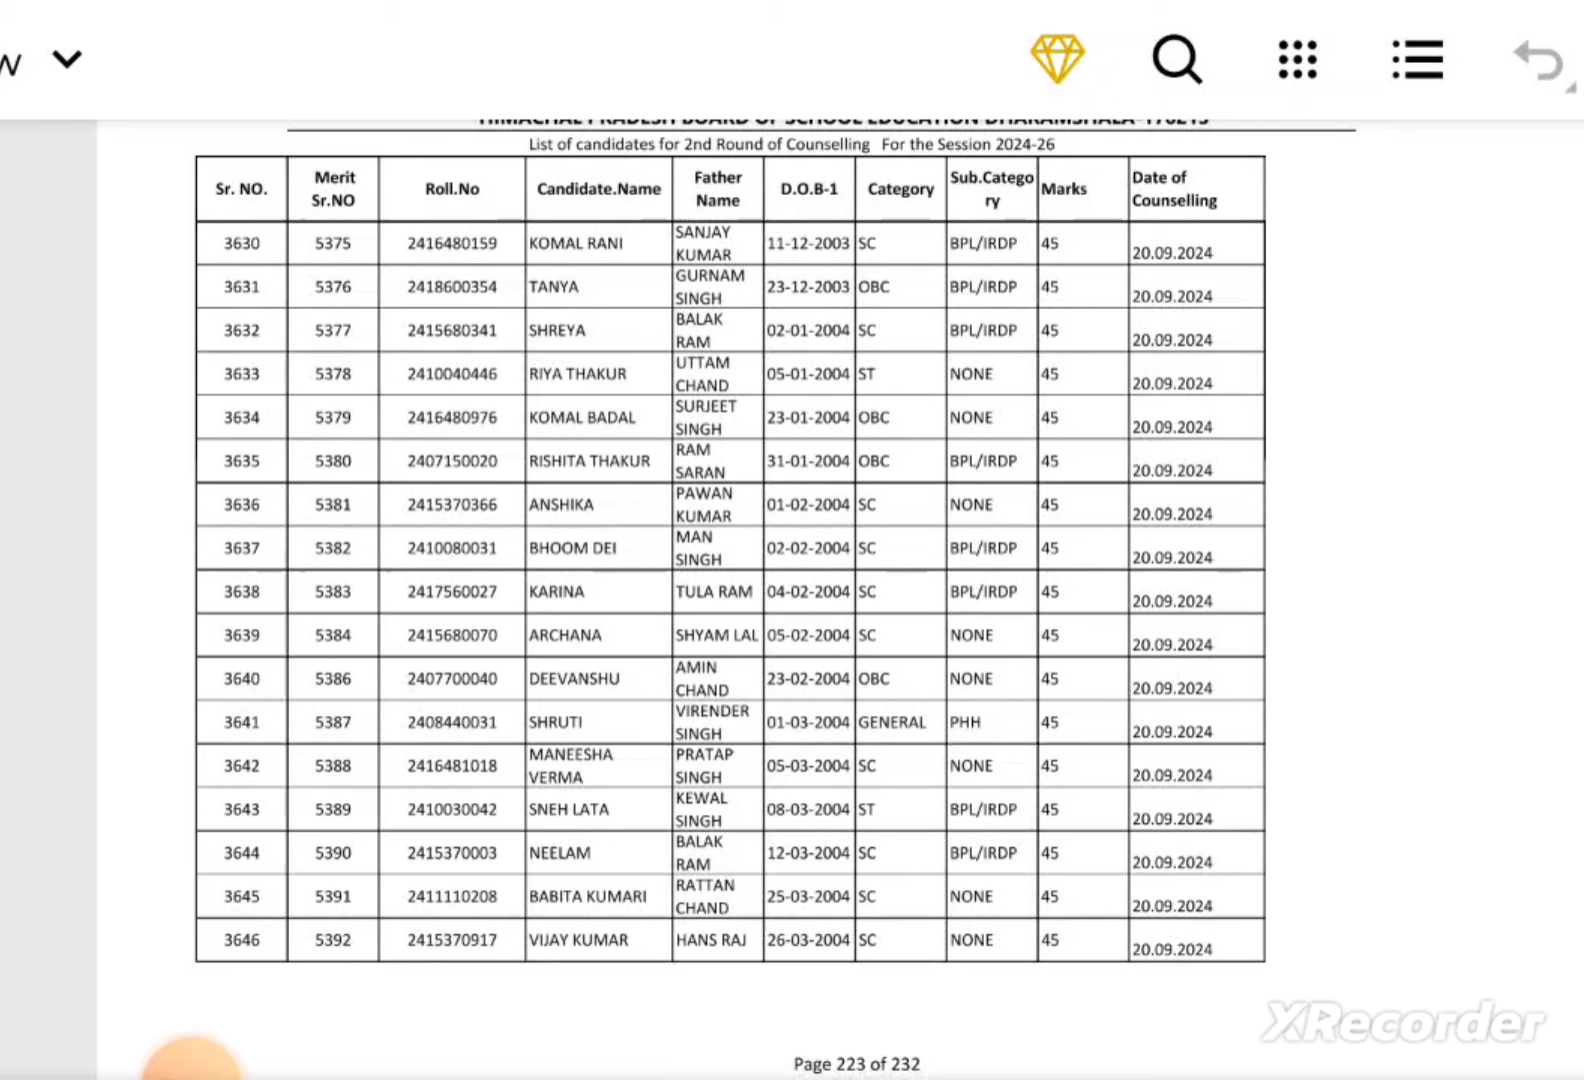 w
HIMACHAL PRADESH BOARD OF SCHOOL EDUCATION DHARAMSHALA-176213
List of candidates for 2nd Round of Counselling For the Session 2024-26
Sr. NO. Merit Sr.NO Roll.No Candidate.Name Father Name D.O.B-1 Category Sub.Category Marks Date of Counselling
3630 5375 2416480159 KOMAL RANI SANJAY KUMAR 11-12-2003 SC BPL/IRDP 45 20.09.2024
3631 5376 2418600354 TANYA GURNAM SINGH 23-12-2003 OBC BPL/IRDP 45 20.09.2024
3632 5377 2415680341 SHREYA BALAK RAM 02-01-2004 SC BPL/IRDP 45 20.09.2024
3633 5378 2410040446 RIYA THAKUR UTTAM CHAND 05-01-2004 ST NONE 45 20.09.2024
3634 5379 2416480976 KOMAL BADAL SURJEET SINGH 23-01-2004 OBC NONE 45 20.09.2024
3635 5380 2407150020 RISHITA THAKUR RAM SARAN 31-01-2004 OBC BPL/IRDP 45 20.09.2024
3636 5381 2415370366 ANSHIKA PAWAN KUMAR 01-02-2004 SC NONE 45 20.09.2024
3637 5382 2410080031 BHOOM DEI MAN SINGH 02-02-2004 SC BPL/IRDP 45 20.09.2024
3638 5383 2417560027 KARINA TULA RAM 04-02-2004 SC BPL/IRDP 45 20.09.2024
3639 5384 2415680070 ARCHANA SHYAM LAL 05-02-2004 SC NONE 45 20.09.2024
3640 5386 2407700040 DEEVANSHU AMIN CHAND 23-02-2004 OBC NONE 45 20.09.2024
3641 5387 2408440031 SHRUTI VIRENDER SINGH 01-03-2004 GENERAL PHH 45 20.09.2024
3642 5388 2416481018 MANEESHA VERMA PRATAP SINGH 05-03-2004 SC NONE 45 20.09.2024
3643 5389 2410030042 SNEH LATA KEWAL SINGH 08-03-2004 ST BPL/IRDP 45 20.09.2024
3644 5390 2415370003 NEELAM BALAK RAM 12-03-2004 SC BPL/IRDP 45 20.09.2024
3645 5391 2411110208 BABITA KUMARI RATTAN CHAND 25-03-2004 SC NONE 45 20.09.2024
3646 5392 2415370917 VIJAY KUMAR HANS RAJ 26-03-2004 SC NONE 45 20.09.2024
XRecorder
Page 223 of 232